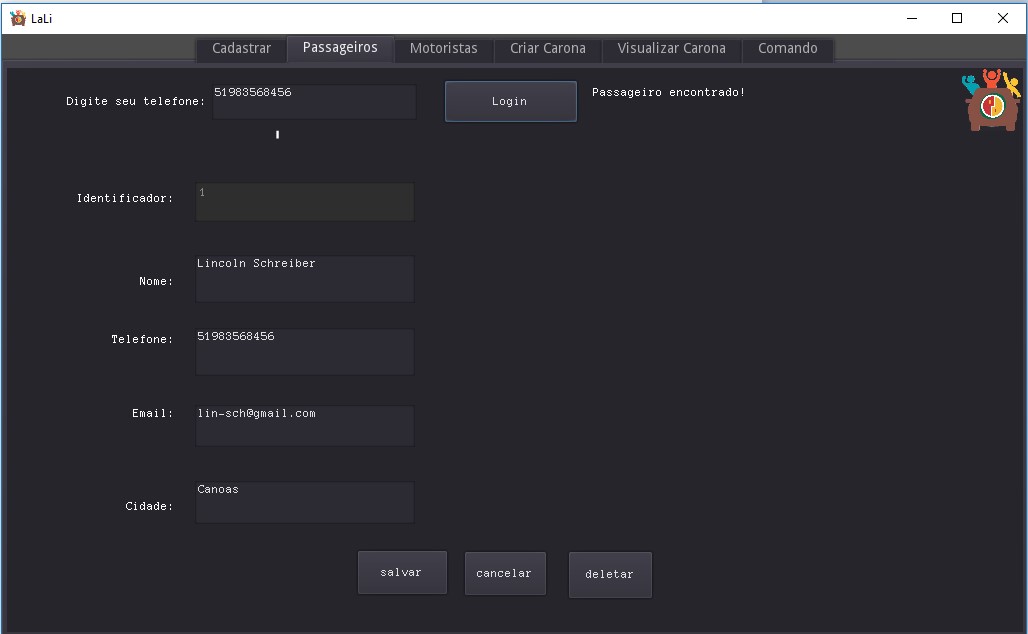 LaLi
Cadastrar Passageiros Motoristas Criar Carona Visualizar Carona Comando
Digite seu telefone: 51983568456 Login Passageiro encontrado!
Identificador: 1
Nome: Lincoln Schreiber
Telefone: 51983568456
Email: lin-sch@gmail.com
Cidade: Canoas
salvar cancelar deletar